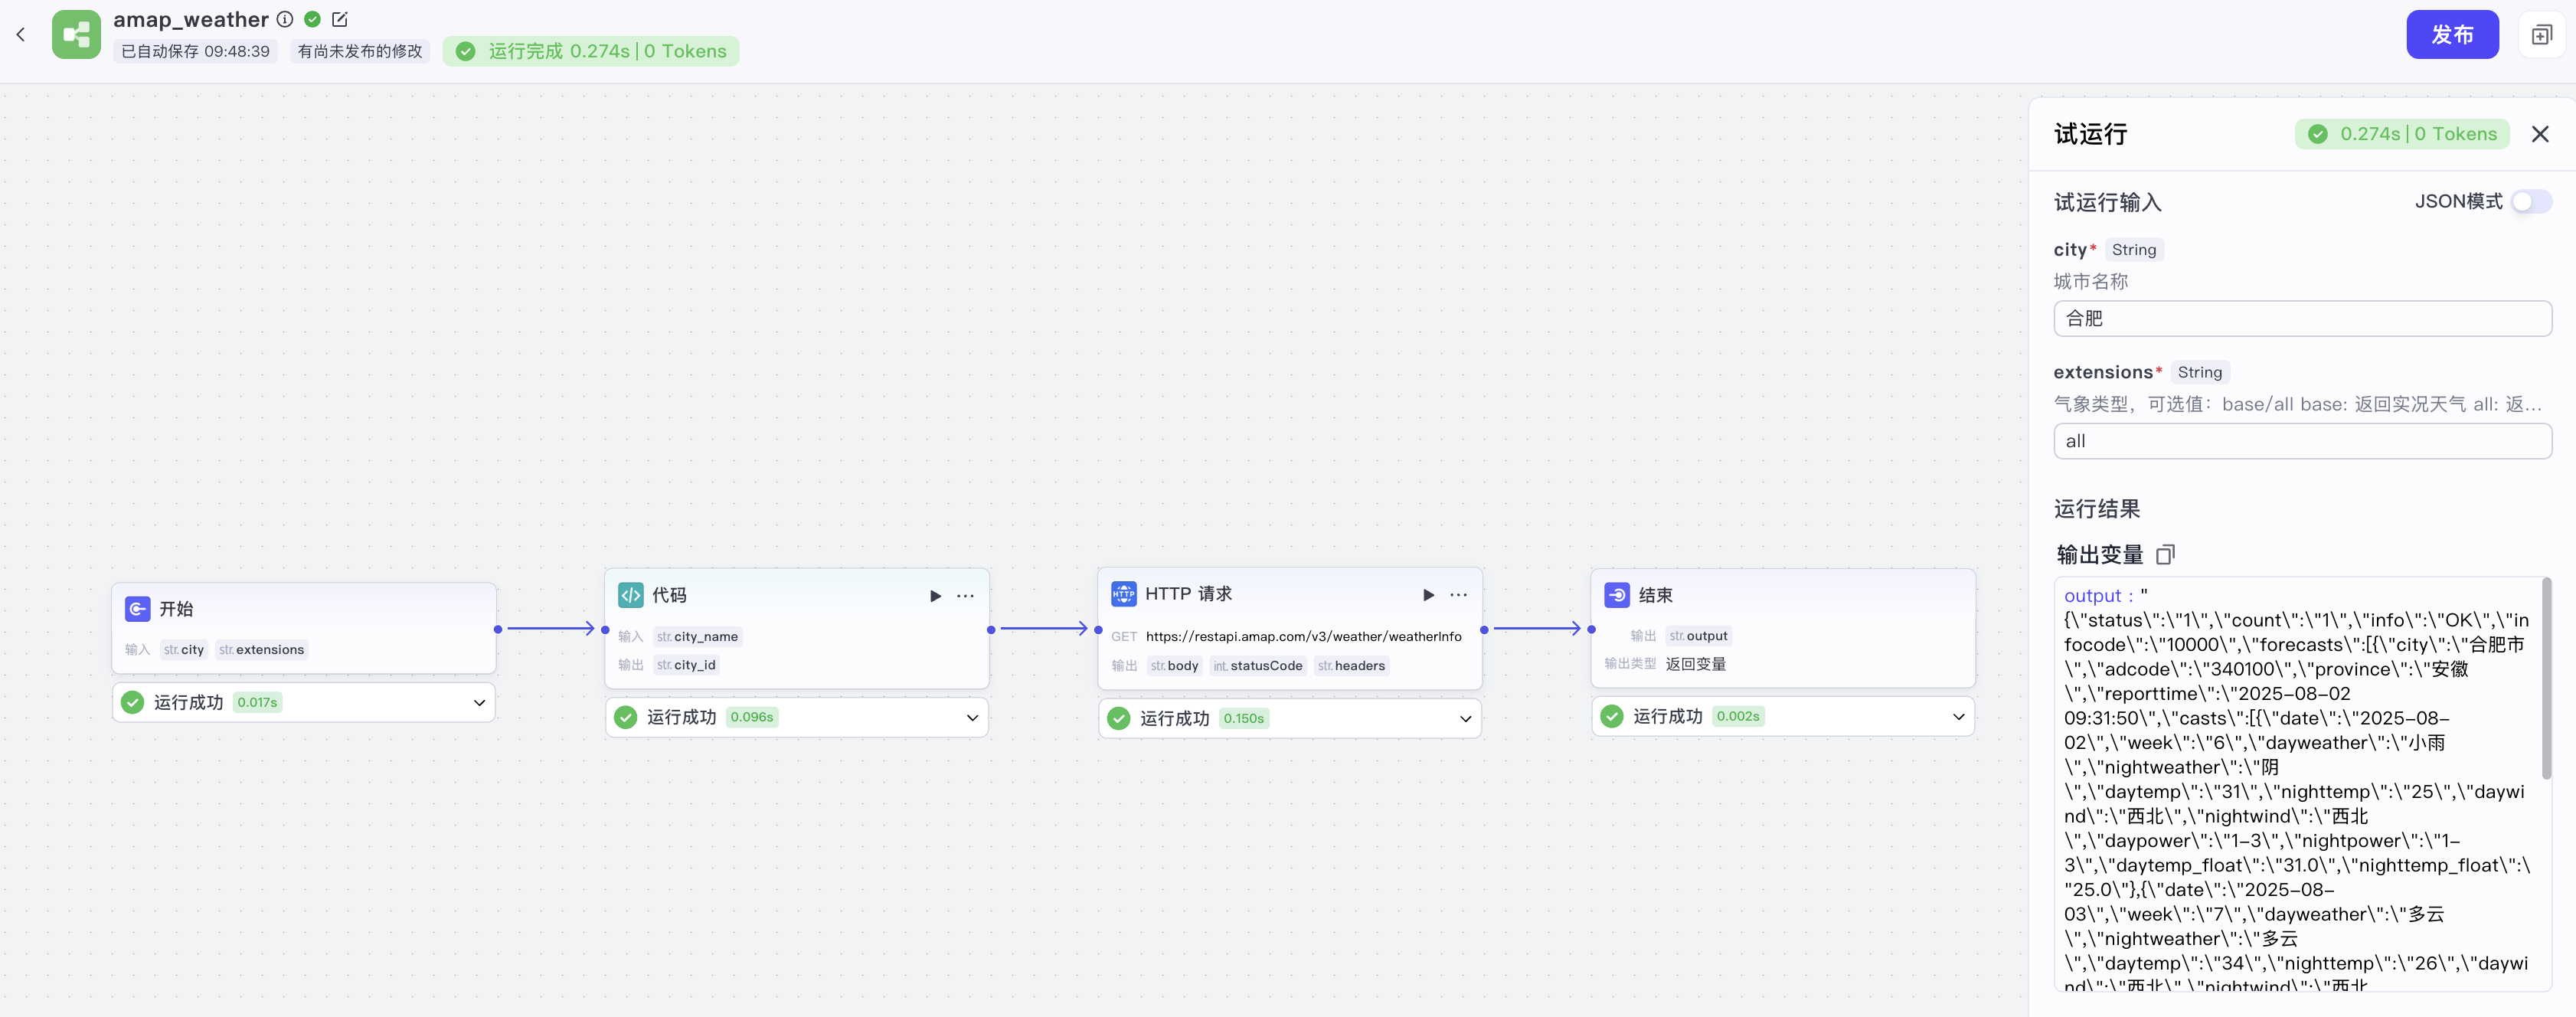 amap_weather
已自动保存 09:48:39
有尚未发布的修改
运行完成 0.274s | 0 Tokens
发布
开始
输入 str. city str. extensions
运行成功 0.017s
代码
输入 str. city_name
输出 str. city_id
运行成功 0.096s
HTTP
HTTP 请求
GET https://restapi.amap.com/v3/weather/weatherInfo
输出 str. body int. statusCode str. headers
运行成功 0.150s
结束
输出 str. output
输出类型 返回变量
运行成功 0.002s
试运行
0.274s | 0 Tokens
试运行输入
JSON模式
city* String
城市名称
合肥
extensions* String
气象类型，可选值：base/all base: 返回实况天气 all: 返...
all
运行结果
输出变量
output : "
{\"status\":\"1\",\"count\":\"1\",\"info\":\"OK\",\"in
focode\":\"10000\",\"forecasts\":[{\"city\":\"合肥市
\",\"adcode\":\"340100\",\"province\":\"安徽
\",\"reporttime\":\"2025-08-02
09:31:50\",\"casts\":[{\"date\":\"2025-08-
02\",\"week\":\"6\",\"dayweather\":\"小雨
\",\"nightweather\":\"阴
\",\"daytemp\":\"31\",\"nighttemp\":\"25\",\"daywi
nd\":\"西北\",\"nightwind\":\"西北
\",\"daypower\":\"1-3\",\"nightpower\":\"1-
3\",\"daytemp_float\":\"31.0\",\"nighttemp_float\":\
"25.0\"},{\"date\":\"2025-08-
03\",\"week\":\"7\",\"dayweather\":\"多云
\",\"nightweather\":\"多云
\",\"daytemp\":\"34\",\"nighttemp\":\"26\",\"daywi
nd\":\"西北\",\"nightwind\":\"西北